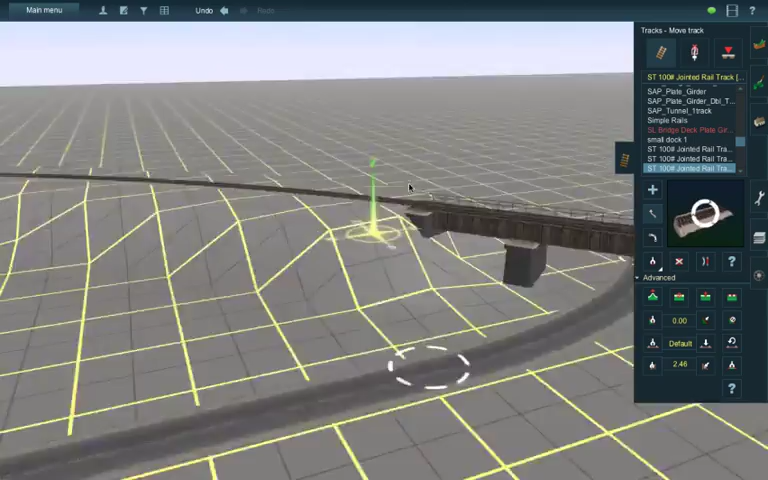 Main menu
Undo
Redo
?
Tracks - Move track
ST 100# Jointed Rail Track [...
SAP_Plate_Girder
SAP_Plate_Girder_Dbl_T...
SAP_Tunnel_1track
Simple Rails
SL Bridge Deck Plate Gir...
small dock 1
ST 100# Jointed Rail Tra...
ST 100# Jointed Rail Tra...
ST 100# Jointed Rail Tra...
?
Advanced
0.00
Default
2.46
?